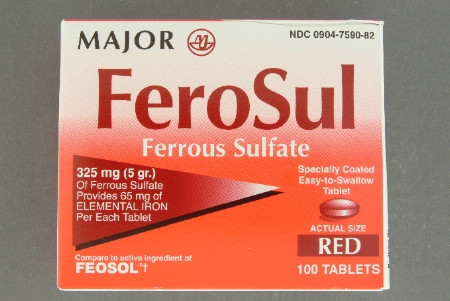 MAJOR
NDC 0904-7590-82
FeroSul
Ferrous Sulfate
325 mg (5 gr.)
Of Ferrous Sulfate
Provides 65 mg of
ELEMENTAL IRON
Per Each Tablet
Specially Coated
Easy-to-Swallow
Tablet
ACTUAL SIZE
RED
100 TABLETS
Compare to active ingredient of
FEOSOL®†